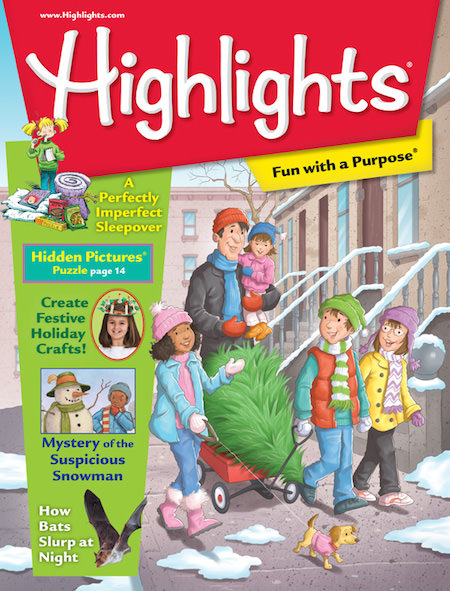 www.Highlights.com
Highlights®
Fun with a Purpose®
A
Perfectly
Imperfect
Sleepover
Hidden Pictures®
Puzzle page 14
Create
Festive
Holiday
Crafts!
Mystery of the
Suspicious
Snowman
How
Bats
Slurp at
Night